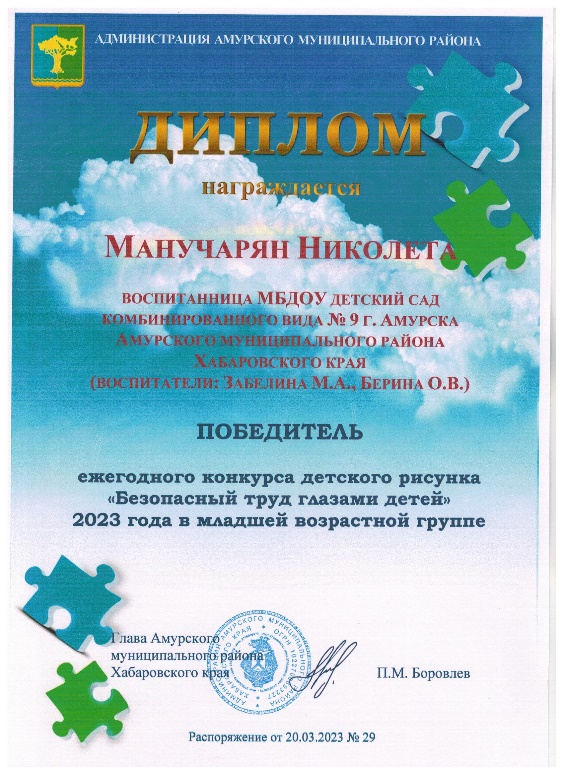 АДМИНИСТРАЦИЯ АМУРСКОГО МУНИЦИПАЛЬНОГО РАЙОНА
ДИПЛОМ
награждается
МАНУЧАРЯН НИКОЛЕТА
ВОСПИТАННИЦА МБДОУ ДЕТСКИЙ САД
КОМБИНИРОВАННОГО ВИДА № 9 Г. АМУРСКА
АМУРСКОГО МУНИЦИПАЛЬНОГО РАЙОНА
ХАБАРОВСКОГО КРАЯ
(ВОСПИТАТЕЛИ: ЗАБЕЛИНА М.А., БЕРИНА О.В.)
ПОБЕДИТЕЛЬ
ежегодного конкурса детского рисунка
«Безопасный труд глазами детей»
2023 года в младшей возрастной группе
Глава Амурского
муниципального района
Хабаровского края
П.М. Боровлев
Распоряжение от 20.03.2023 № 29